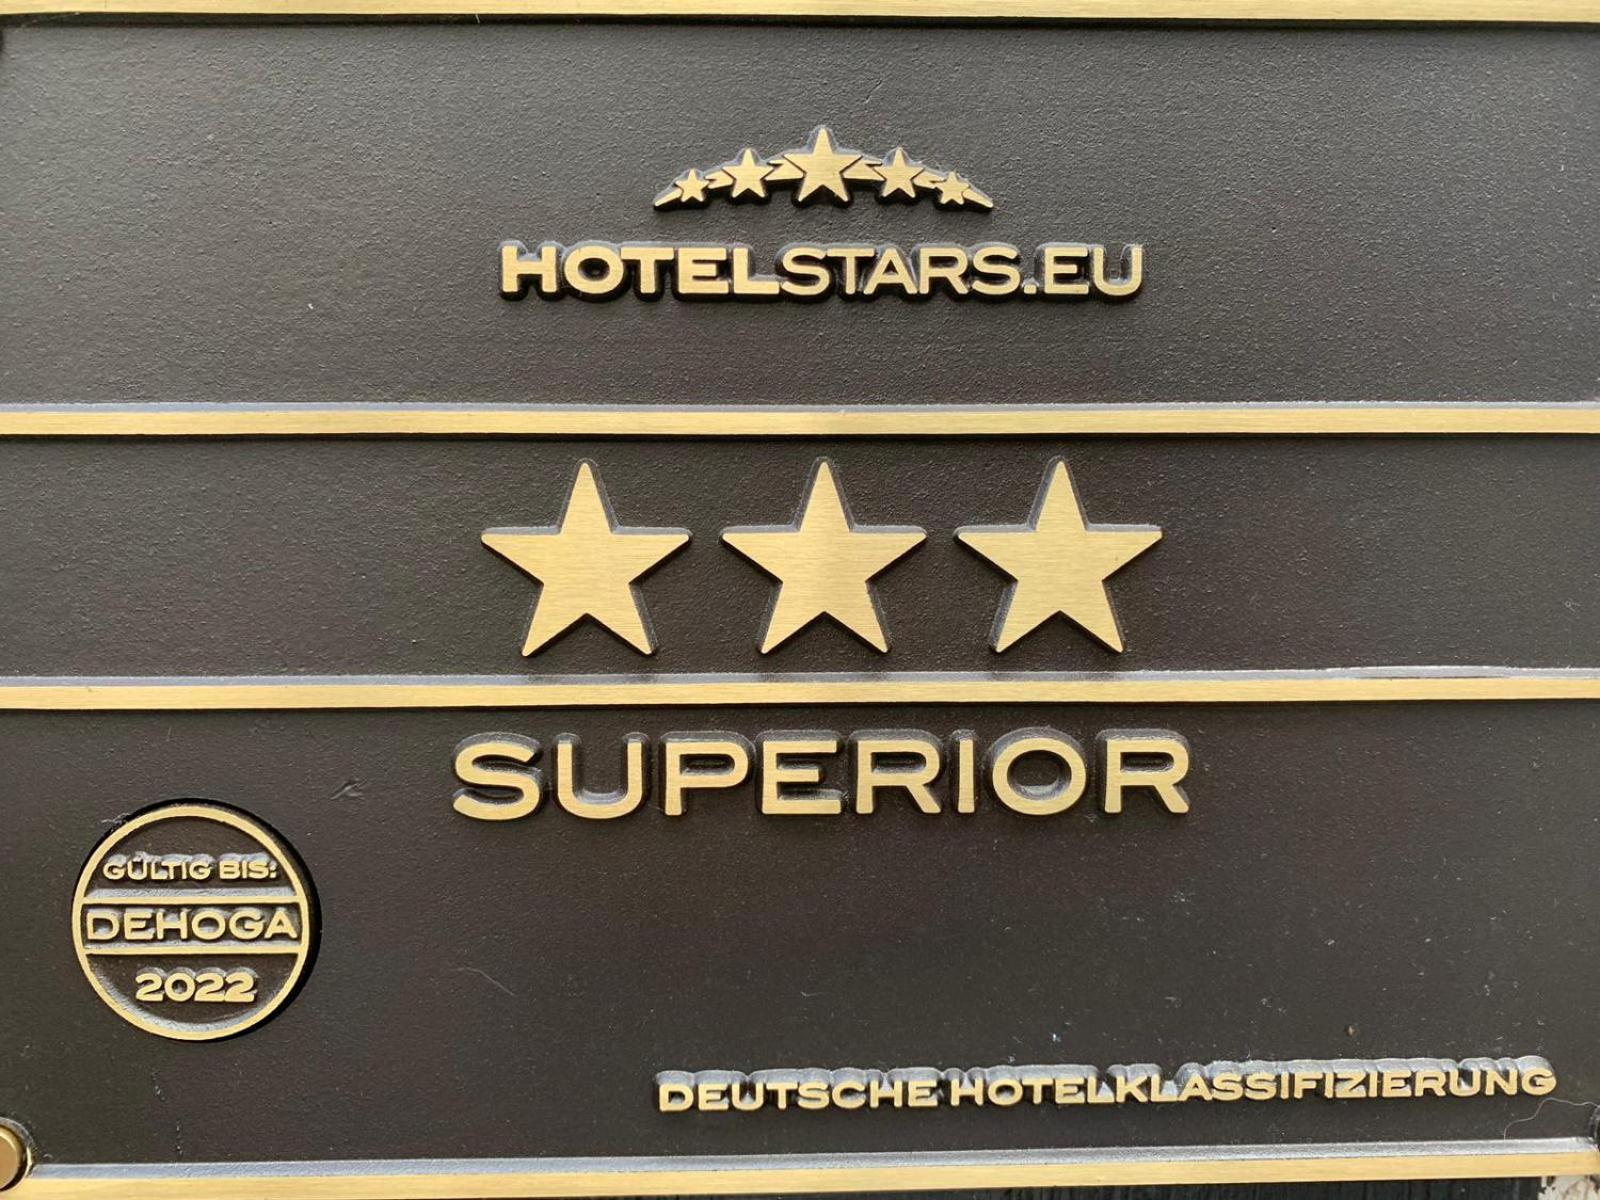 HOTELSTARS.EU
SUPERIOR
GÜLTIG BIS:
DEHOGA
2022
DEUTSCHE HOTELKLASSIFIZIERUNG